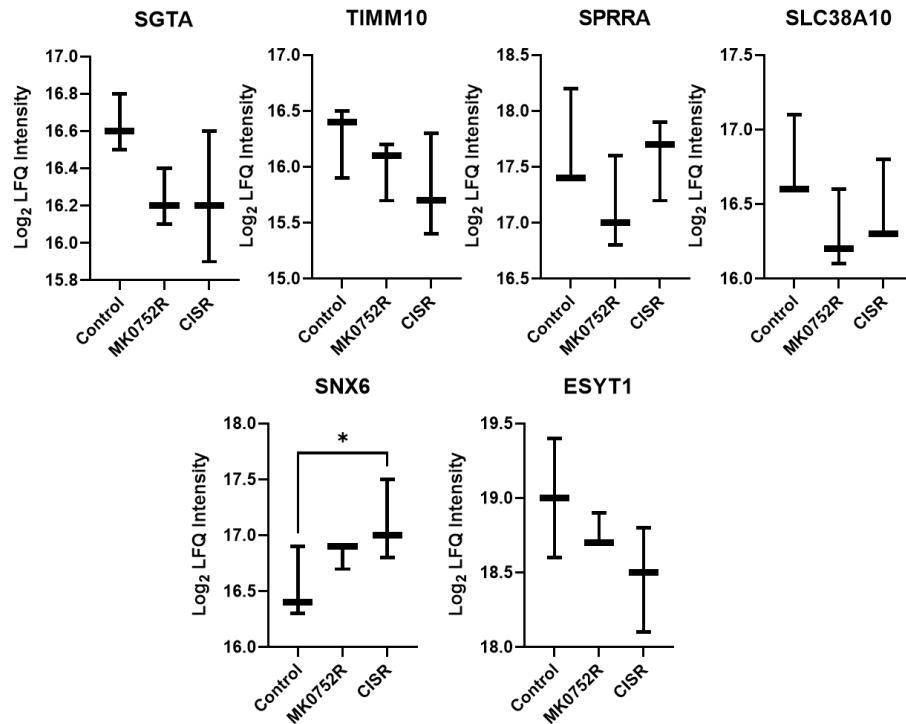 SGTA
TIMM10
SPRRA
SLC38A10
Log₂ LFQ Intensity
17.0
16.8
16.6
16.4
16.2
16.0
15.8
Control
MK0752R
CISR
Log₂ LFQ Intensity
17.0
16.5
16.0
15.5
15.0
Control
MK0752R
CISR
Log₂ LFQ Intensity
18.5
18.0
17.5
17.0
16.5
Control
MK0752R
CISR
Log₂ LFQ Intensity
17.5
17.0
16.5
16.0
Control
MK0752R
CISR
SNX6
ESYT1
Log₂ LFQ Intensity
18.0
17.5
17.0
16.5
16.0
*
Control
MK0752R
CISR
Log₂ LFQ Intensity
19.5
19.0
18.5
18.0
Control
MK0752R
CISR